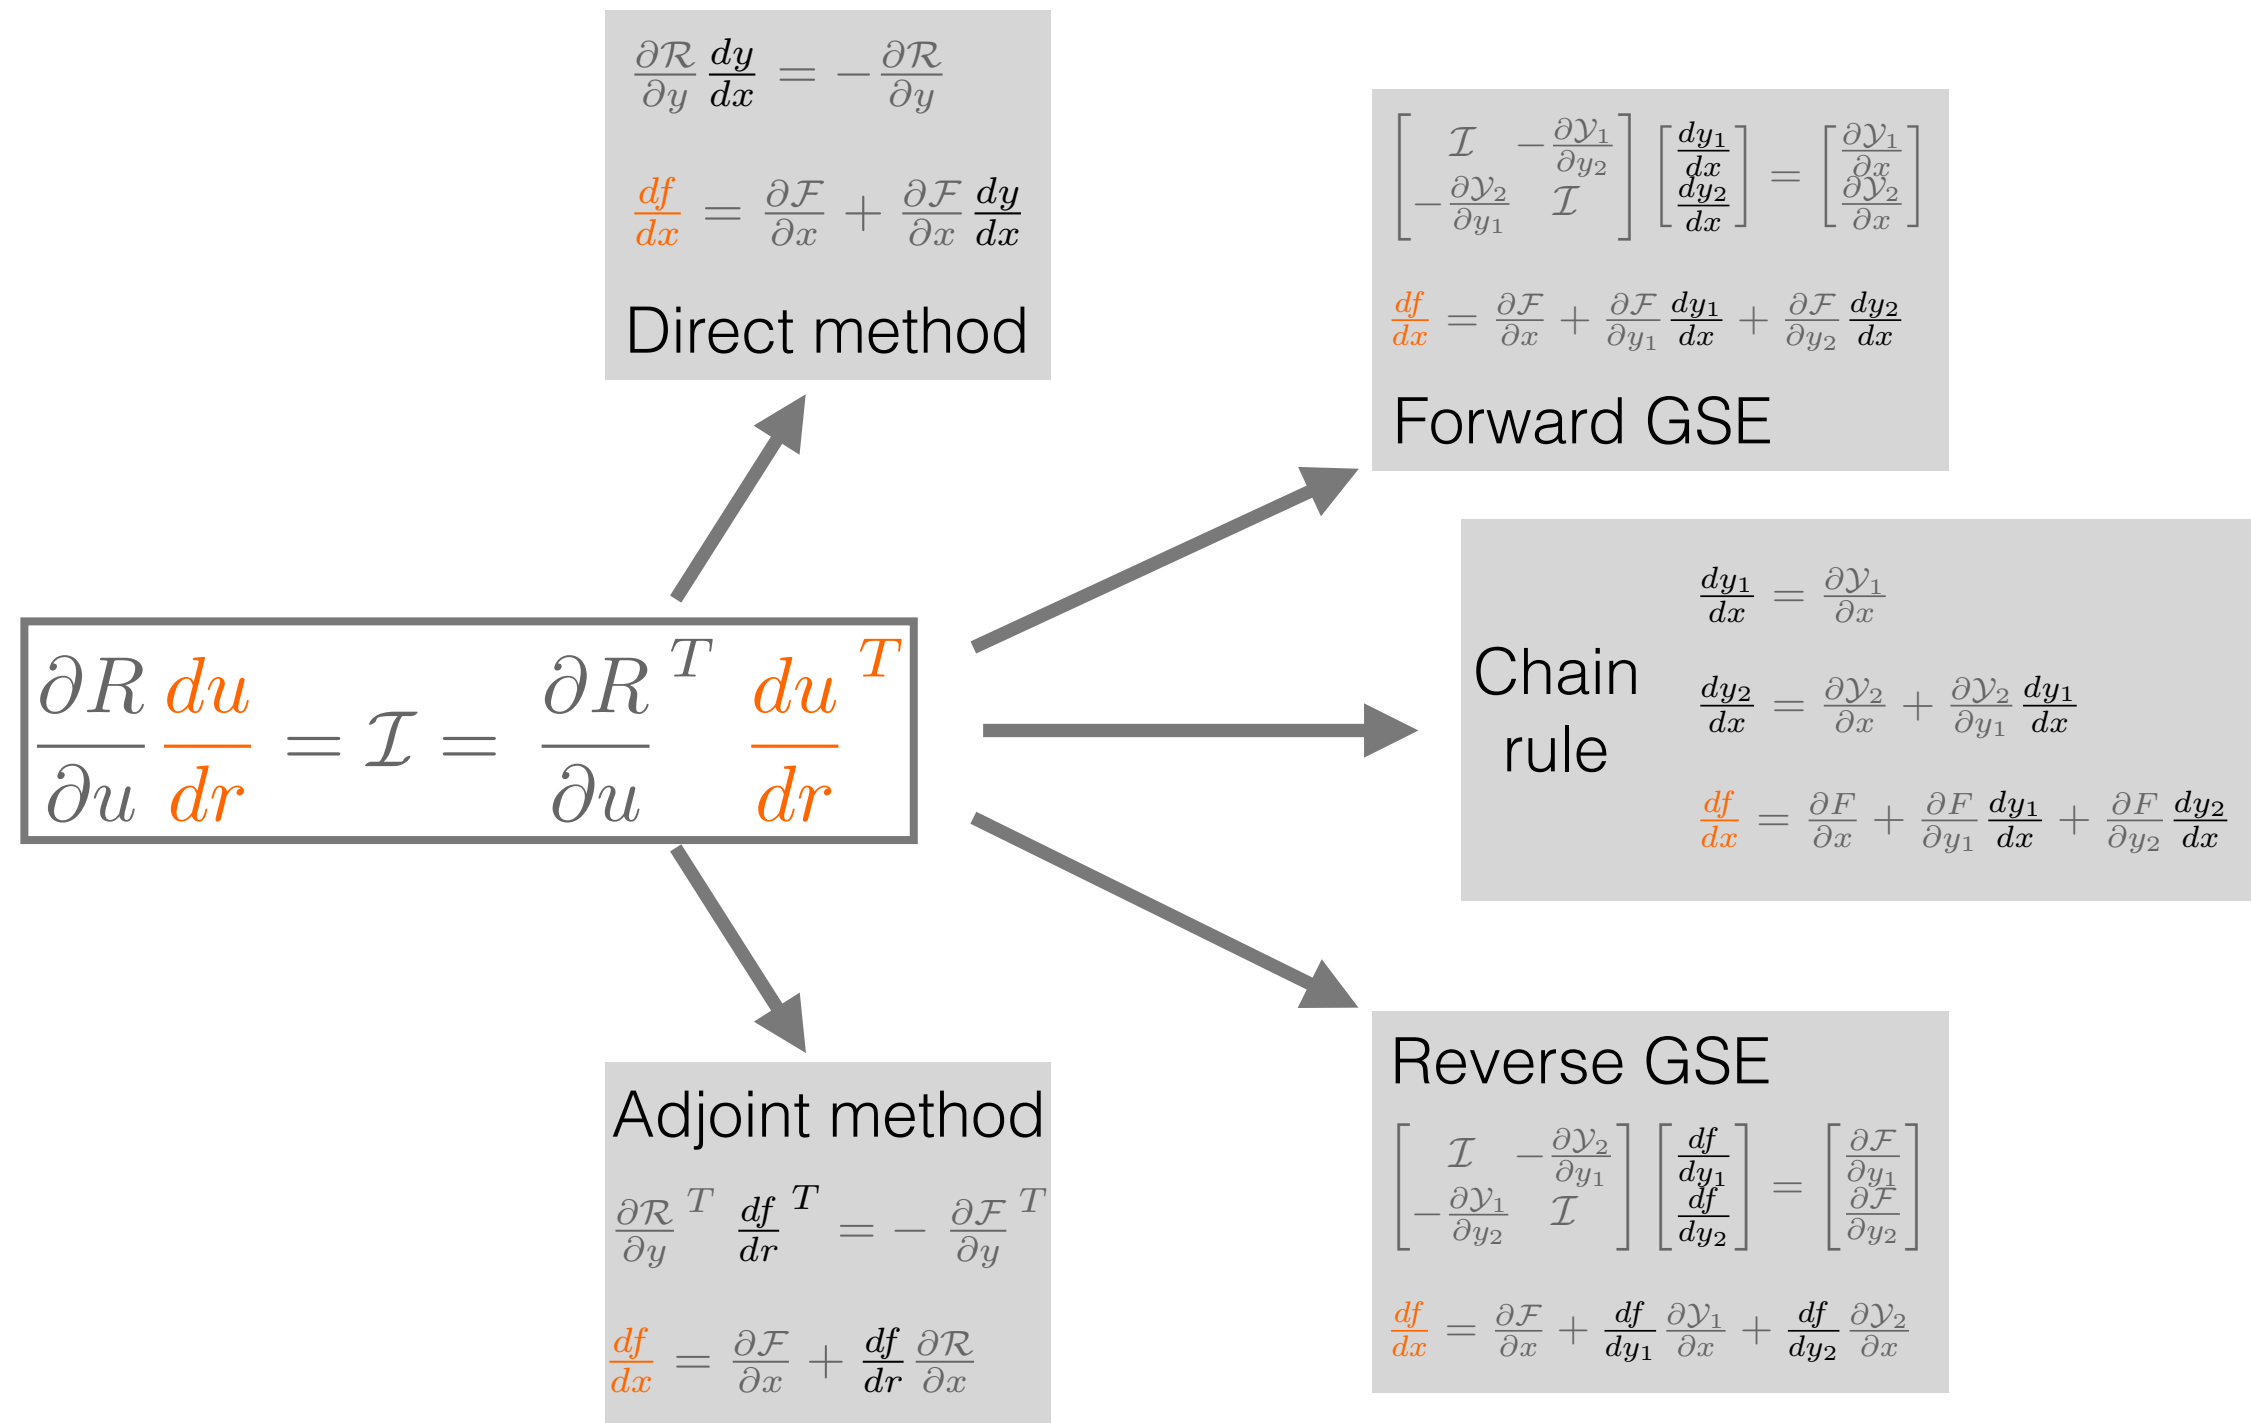 ∂ℛ/∂y dy/dx = −∂ℛ/∂y
df/dx = ∂ℱ/∂x + ∂ℱ/∂x dy/dx
Direct method
[ℐ −∂𝒴₁/∂y₂; −∂𝒴₂/∂y₁ ℐ] [dy₁/dx; dy₂/dx] = [∂𝒴₁/∂x; ∂𝒴₂/∂x]
df/dx = ∂ℱ/∂x + ∂ℱ/∂y₁ dy₁/dx + ∂ℱ/∂y₂ dy₂/dx
Forward GSE
∂R/∂u du/dr = ℐ = ∂R/∂u ᵀ du/dr ᵀ
Chain
rule
dy₁/dx = ∂𝒴₁/∂x
dy₂/dx = ∂𝒴₂/∂x + ∂𝒴₂/∂y₁ dy₁/dx
df/dx = ∂F/∂x + ∂F/∂y₁ dy₁/dx + ∂F/∂y₂ dy₂/dx
Adjoint method
∂ℛ/∂y ᵀ df/dr ᵀ = − ∂ℱ/∂y ᵀ
df/dx = ∂ℱ/∂x + df/dr ∂ℛ/∂x
Reverse GSE
[ℐ −∂𝒴₂/∂y₁; −∂𝒴₁/∂y₂ ℐ] [df/dy₁; df/dy₂] = [∂ℱ/∂y₁; ∂ℱ/∂y₂]
df/dx = ∂ℱ/∂x + df/dy₁ ∂𝒴₁/∂x + df/dy₂ ∂𝒴₂/∂x